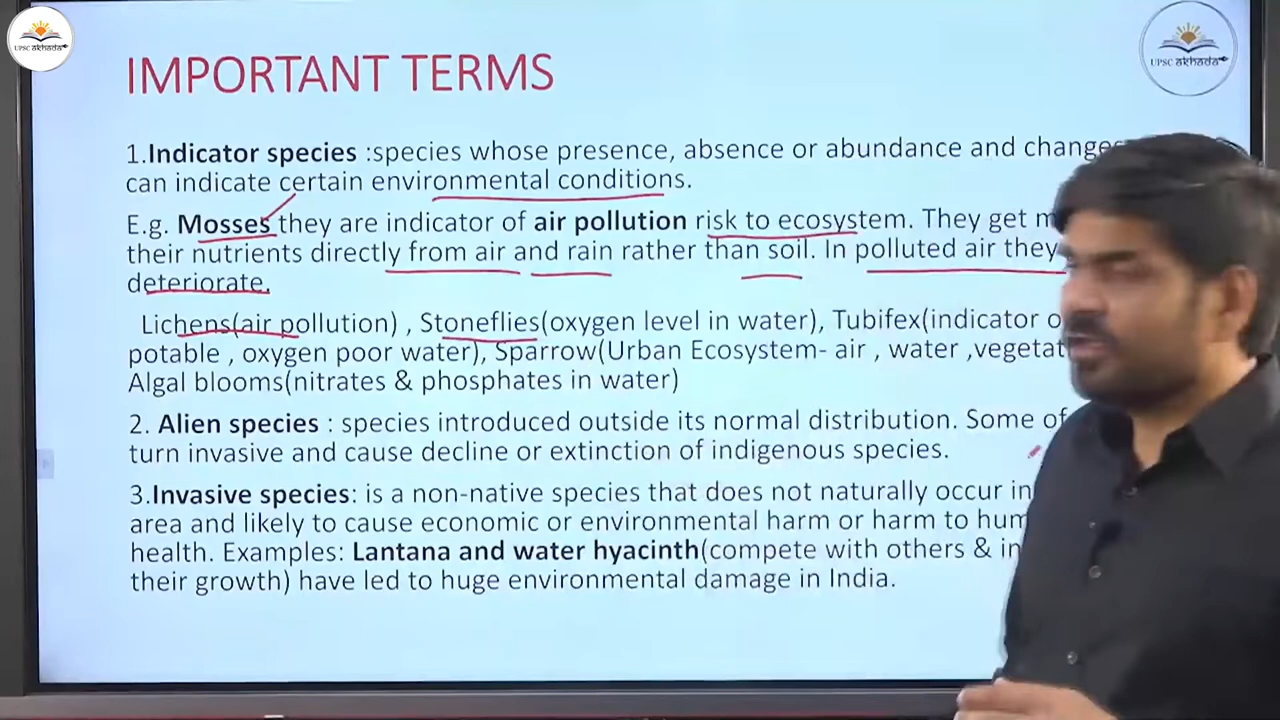 UPSC akhada
UPSC akhada
IMPORTANT TERMS
1.Indicator species :species whose presence, absence or abundance and changes
can indicate certain environmental conditions.
E.g. Mosses they are indicator of air pollution risk to ecosystem. They get
their nutrients directly from air and rain rather than soil. In polluted air they
deteriorate.
Lichens(air pollution) , Stoneflies(oxygen level in water), Tubifex(indicator
potable , oxygen poor water), Sparrow(Urban Ecosystem- air , water ,vegetat
Algal blooms(nitrates & phosphates in water)
2. Alien species : species introduced outside its normal distribution. Some of
turn invasive and cause decline or extinction of indigenous species.
3.Invasive species: is a non-native species that does not naturally occur in
area and likely to cause economic or environmental harm or harm to hum
health. Examples: Lantana and water hyacinth(compete with others & in
their growth) have led to huge environmental damage in India.